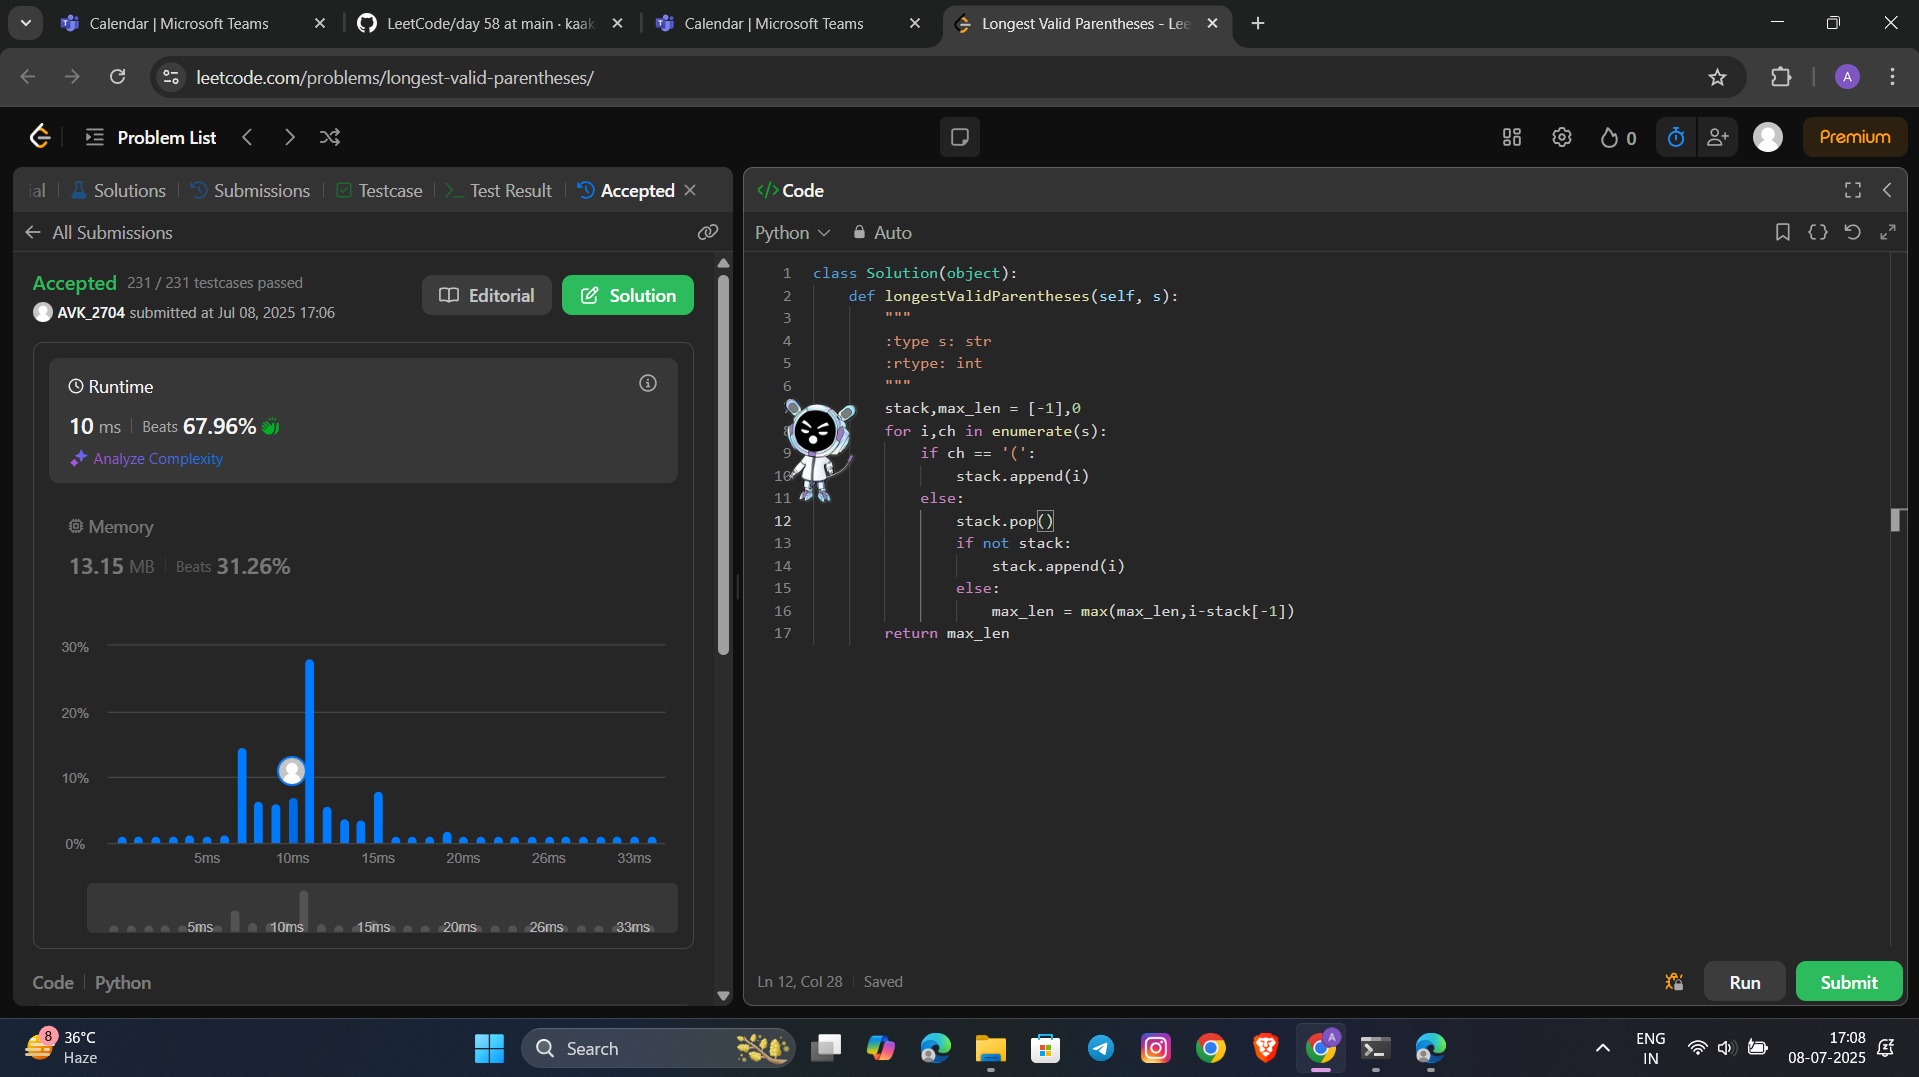 Calendar | Microsoft Teams
LeetCode/day 58 at main · kaak
Calendar | Microsoft Teams
Longest Valid Parentheses - Lee
leetcode.com/problems/longest-valid-parentheses/
A
Problem List
0
Premium
ial
Solutions
Submissions
Testcase
Test Result
Accepted
All Submissions
Accepted 231 / 231 testcases passed
AVK_2704 submitted at Jul 08, 2025 17:06
Editorial
Solution
Runtime
10 ms Beats 67.96%
Analyze Complexity
Memory
13.15 MB Beats 31.26%
30%
20%
10%
0%
5ms 10ms 15ms 20ms 26ms 33ms
5ms 10ms 15ms 20ms 26ms 33ms
Code Python
</> Code
Python Auto
1 class Solution(object):
2 def longestValidParentheses(self, s):
3 """
4 :type s: str
5 :rtype: int
6 """
stack,max_len = [-1],0
for i,ch in enumerate(s):
9 if ch == '(':
10 stack.append(i)
11 else:
12 stack.pop()
13 if not stack:
14 stack.append(i)
15 else:
16 max_len = max(max_len,i-stack[-1])
17 return max_len
Ln 12, Col 28 Saved
Run
Submit
8
36°C
Haze
Search
A
ENG
IN
17:08
08-07-2025